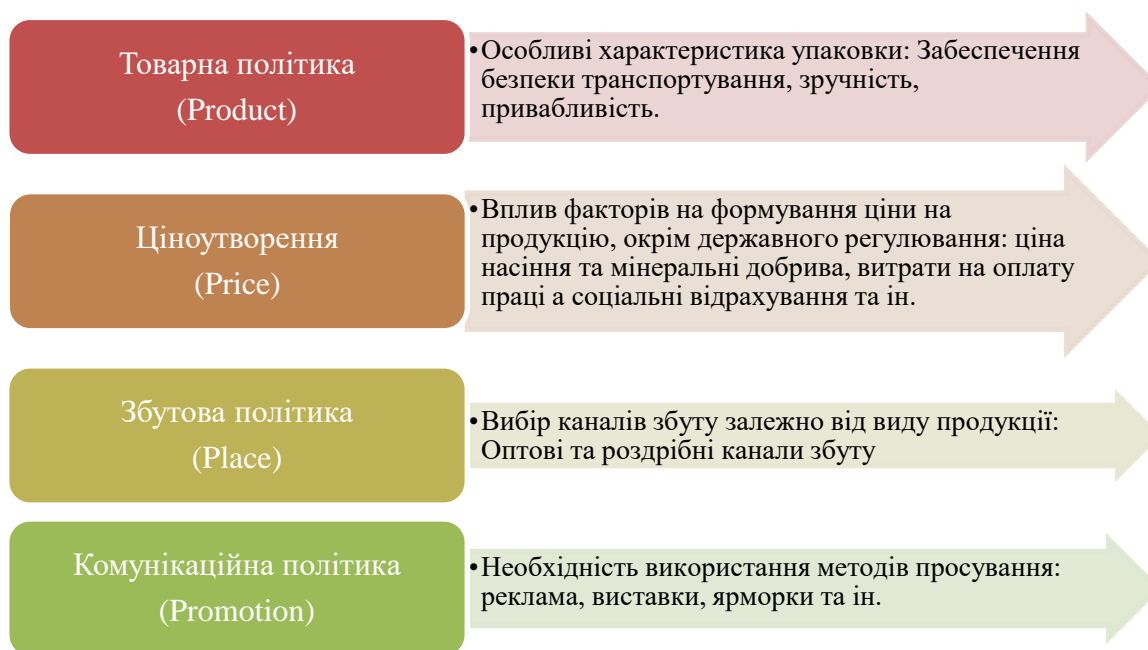 Товарна політика
(Product)
•Особливі характеристика упаковки: Забеспечення
безпеки транспортування, зручність,
привабливість.
Ціноутворення
(Price)
•Вплив факторів на формування ціни на
продукцію, окрім державного регулювання: ціна
насіння та мінеральні добрива, витрати на оплату
праці а соціальні відрахування та ін.
Збутова політика
(Place)
•Вибір каналів збуту залежно від виду продукції:
Оптові та роздрібні канали збуту
Комунікаційна політика
(Promotion)
•Необхідність використання методів просування:
реклама, виставки, ярморки та ін.